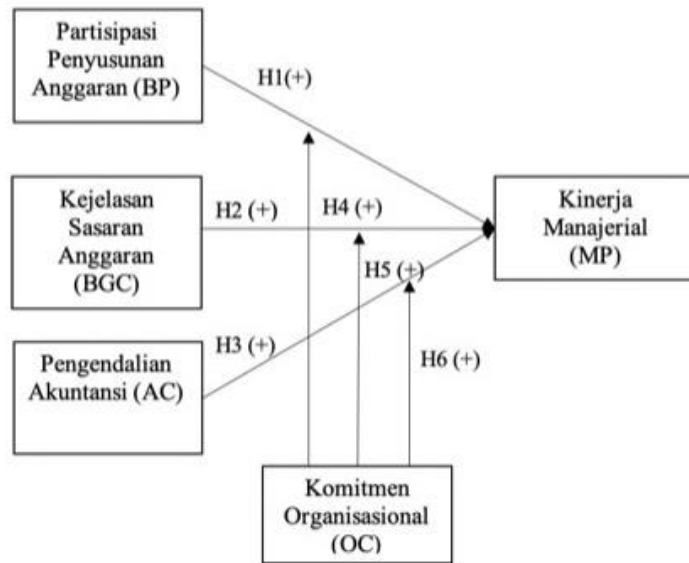 Partisipasi
Penyusunan
Anggaran (BP)
H1(+)
Kejelasan
Sasaran
Anggaran
(BGC)
H2 (+)
H4 (+)
Kinerja
Manajerial
(MP)
H5 (+)
Pengendalian
Akuntansi (AC)
H3 (+)
H6 (+)
Komitmen
Organisasional
(OC)